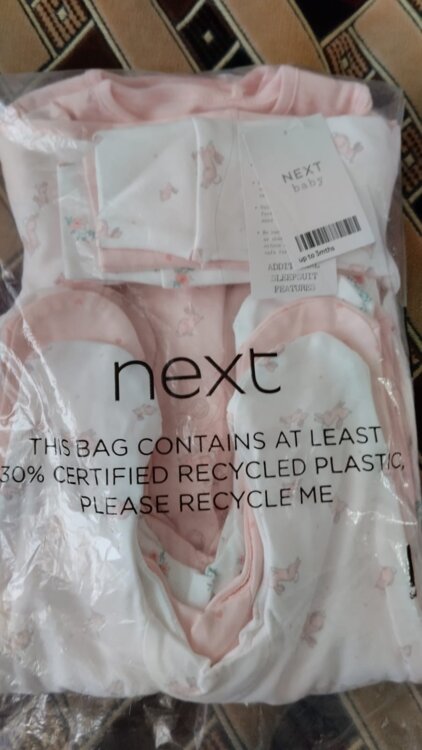 NEXT
baby
up to 3mths
SLEEPSUIT
FEATURES
next
THIS BAG CONTAINS AT LEAST
30% CERTIFIED RECYCLED PLASTIC,
PLEASE RECYCLE ME